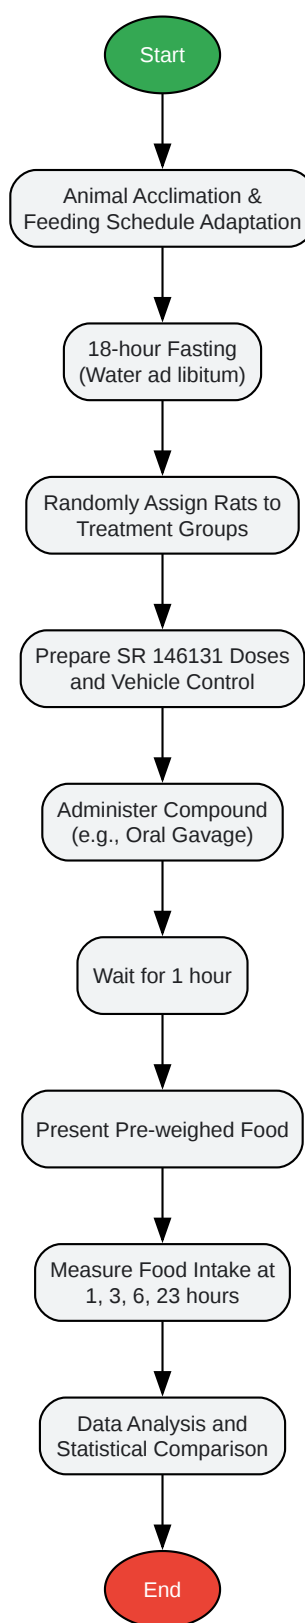 Start
Animal Acclimation &
Feeding Schedule Adaptation
18-hour Fasting
(Water ad libitum)
Randomly Assign Rats to
Treatment Groups
Prepare SR 146131 Doses
and Vehicle Control
Administer Compound
(e.g., Oral Gavage)
Wait for 1 hour
Present Pre-weighed Food
Measure Food Intake at
1, 3, 6, 23 hours
Data Analysis and
Statistical Comparison
End